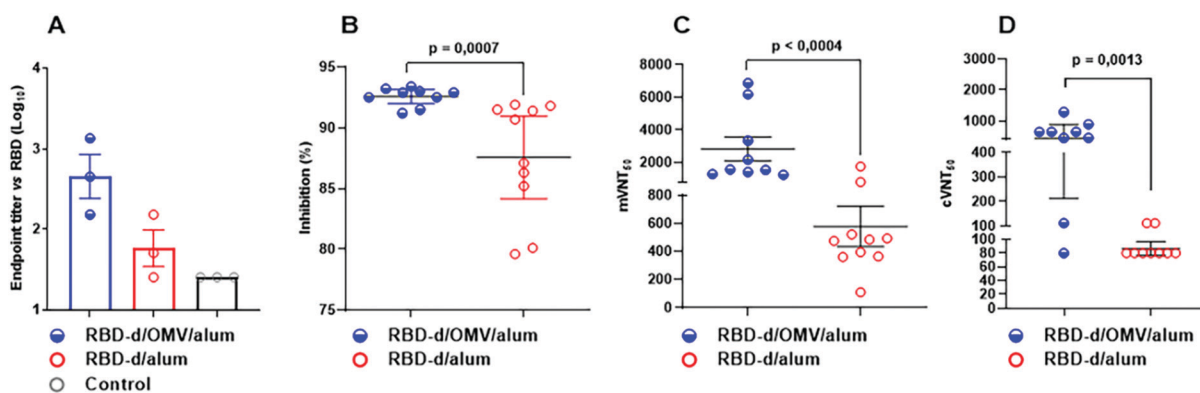 A
Endpoint titer vs RBD (Log10)
4
3
2
1
RBD-d/OMV/alum
RBD-d/alum
Control
B
p = 0,0007
Inhibition (%)
95
90
85
80
75
RBD-d/OMV/alum
RBD-d/alum
C
p < 0,0004
mVNT50
8000
6000
4000
2000
800
600
400
200
0
RBD-d/OMV/alum
RBD-d/alum
D
p = 0,0013
cVNT50
3000
2000
1000
400
300
200
100
100
80
60
40
20
0
RBD-d/OMV/alum
RBD-d/alum